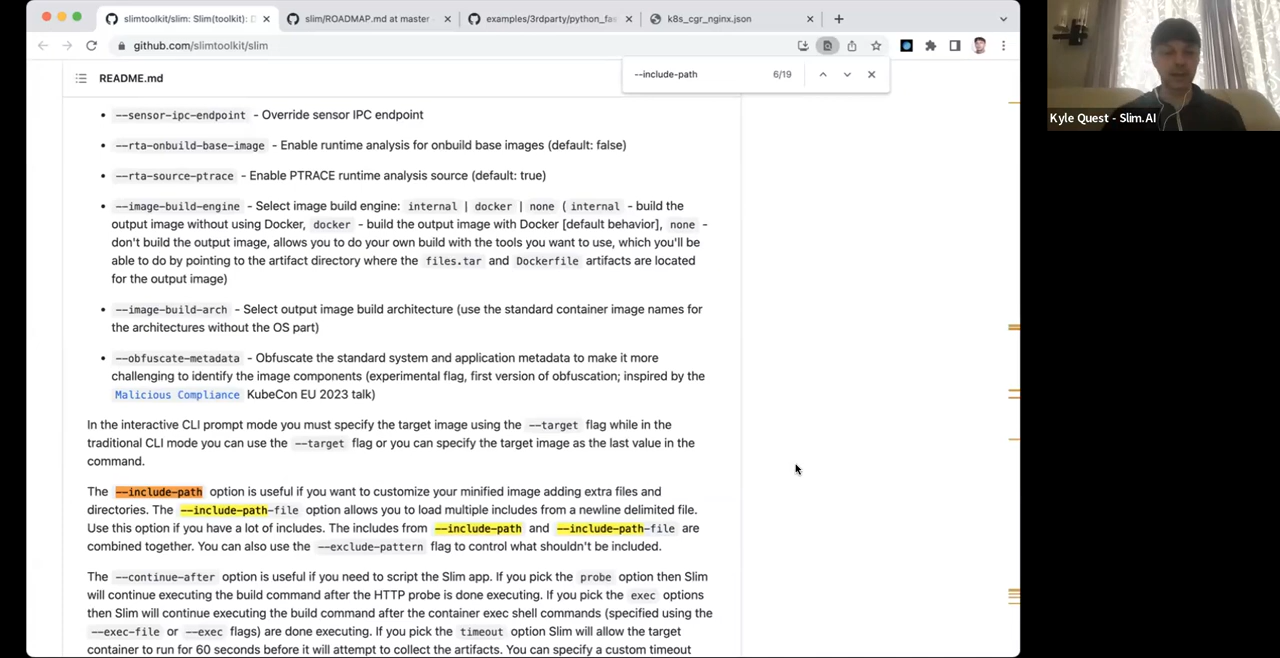 slimtoolkit/slim: Slim(toolkit): D
slim/ROADMAP.md at master ·
examples/3rdparty/python_fas
k8s_cgr_nginx.json
github.com/slimtoolkit/slim
README.md
--include-path 6/19
--sensor-ipc-endpoint - Override sensor IPC endpoint
--rta-onbuild-base-image - Enable runtime analysis for onbuild base images (default: false)
--rta-source-ptrace - Enable PTRACE runtime analysis source (default: true)
--image-build-engine - Select image build engine: internal | docker | none ( internal - build the
output image without using Docker, docker - build the output image with Docker [default behavior], none -
don't build the output image, allows you to do your own build with the tools you want to use, which you'll be
able to do by pointing to the artifact directory where the files.tar and Dockerfile artifacts are located
for the output image)
--image-build-arch - Select output image build architecture (use the standard container image names for
the architectures without the OS part)
--obfuscate-metadata - Obfuscate the standard system and application metadata to make it more
challenging to identify the image components (experimental flag, first version of obfuscation; inspired by the
Malicious Compliance KubeCon EU 2023 talk)
In the interactive CLI prompt mode you must specify the target image using the --target flag while in the
traditional CLI mode you can use the --target flag or you can specify the target image as the last value in the
command.
The --include-path option is useful if you want to customize your minified image adding extra files and
directories. The --include-path-file option allows you to load multiple includes from a newline delimited file.
Use this option if you have a lot of includes. The includes from --include-path and --include-path-file are
combined together. You can also use the --exclude-pattern flag to control what shouldn't be included.
The --continue-after option is useful if you need to script the Slim app. If you pick the probe option then Slim
will continue executing the build command after the HTTP probe is done executing. If you pick the exec options
then Slim will continue executing the build command after the container exec shell commands (specified using the
--exec-file or --exec flags) are done executing. If you pick the timeout option Slim will allow the target
container to run for 60 seconds before it will attempt to collect the artifacts. You can specify a custom timeout
Kyle Quest - Slim.AI